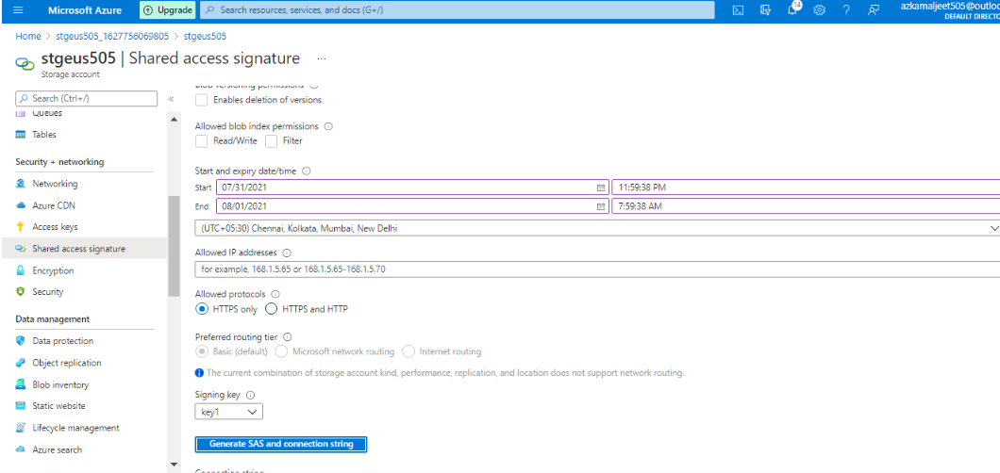 Microsoft Azure
Upgrade
Search resources, services, and docs (G+/)
14
azkamaljeet505@outloo
DEFAULT DIRECTO
Home > stgeus505_1627756069805 > stgeus505
stgeus505 | Shared access signature ...
Storage account
Search (Ctrl+/)
«
Queues
Tables
Security + networking
Networking
Azure CDN
Access keys
Shared access signature
Encryption
Security
Data management
Data protection
Object replication
Blob inventory
Static website
Lifecycle management
Azure search
Blob versioning permissions
Enables deletion of versions
Allowed blob index permissions
Read/Write Filter
Start and expiry date/time
Start 07/31/2021 11:59:38 PM
End 08/01/2021 7:59:38 AM
(UTC+05:30) Chennai, Kolkata, Mumbai, New Delhi
Allowed IP addresses
for example, 168.1.5.65 or 168.1.5.65-168.1.5.70
Allowed protocols
HTTPS only HTTPS and HTTP
Preferred routing tier
Basic (default) Microsoft network routing Internet routing
The current combination of storage account kind, performance, replication, and location does not support network routing.
Signing key
key1
Generate SAS and connection string
Connection string